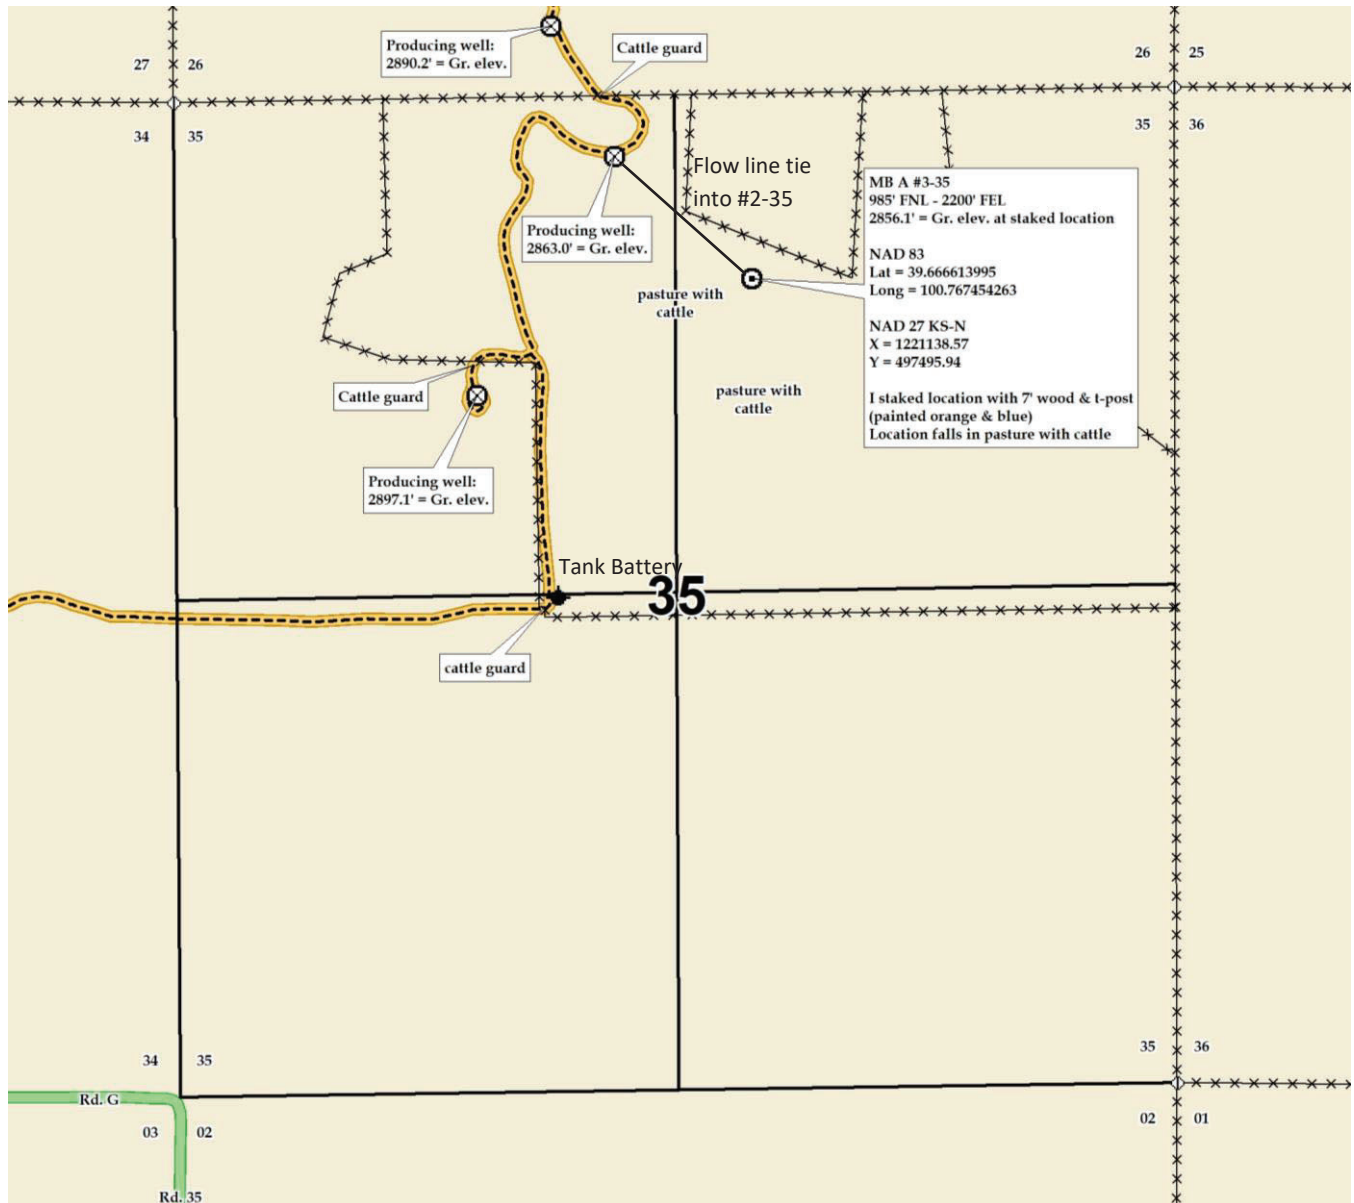 Producing well:
2890.2' = Gr. elev.
Cattle guard
27 26
26 25
34 35
35 36
Flow line tie
into #2-35
MB A #3-35
985' FNL - 2200' FEL
2856.1' = Gr. elev. at staked location
NAD 83
Lat = 39.666613995
Long = 100.767454263
NAD 27 KS-N
X = 1221138.57
Y = 497495.94
I staked location with 7' wood & t-post
(painted orange & blue)
Location falls in pasture with cattle
Producing well:
2863.0' = Gr. elev.
pasture with
cattle
pasture with
cattle
Cattle guard
Producing well:
2897.1' = Gr. elev.
Tank Battery
35
cattle guard
34 35
35 36
Rd. G
03 02
02 01
Rd. 35